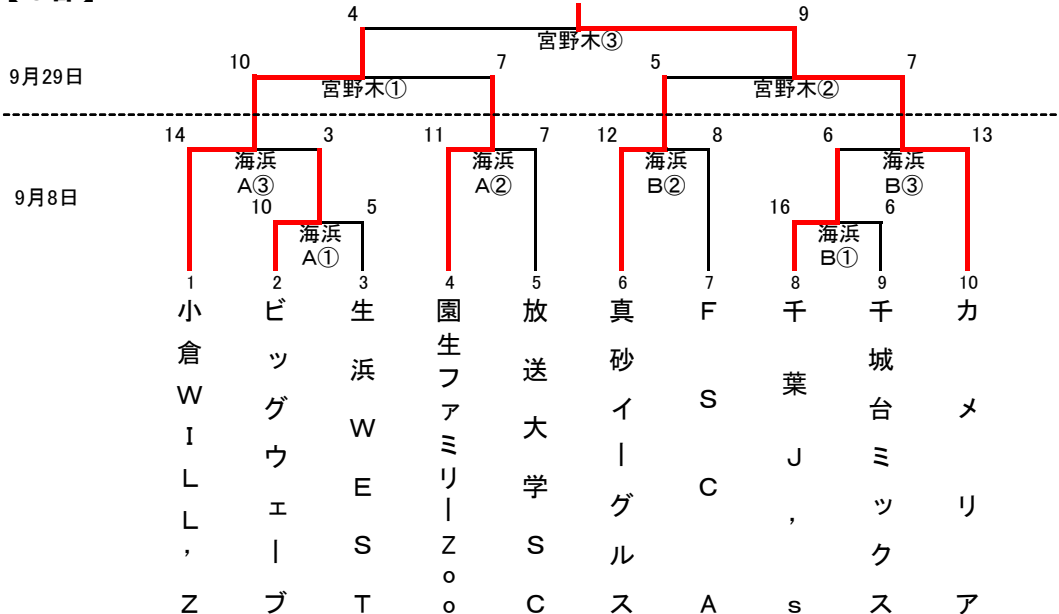 4
9
宮野木③
9月29日
10
7
5
7
宮野木①
宮野木②
14
3
11
7
12
8
6
13
海浜
A③
海浜
A②
海浜
B②
海浜
B③
9月8日
10
5
16
6
海浜
A①
海浜
B①
1
2
3
4
5
6
7
8
9
10
小倉WILL,Z
ビッグウェーブ
生浜WEST
園生ファミリーZoo
放送大学SC
真砂イーグルス
FSCA
千葉J,s
千城台ミックス
カメリア